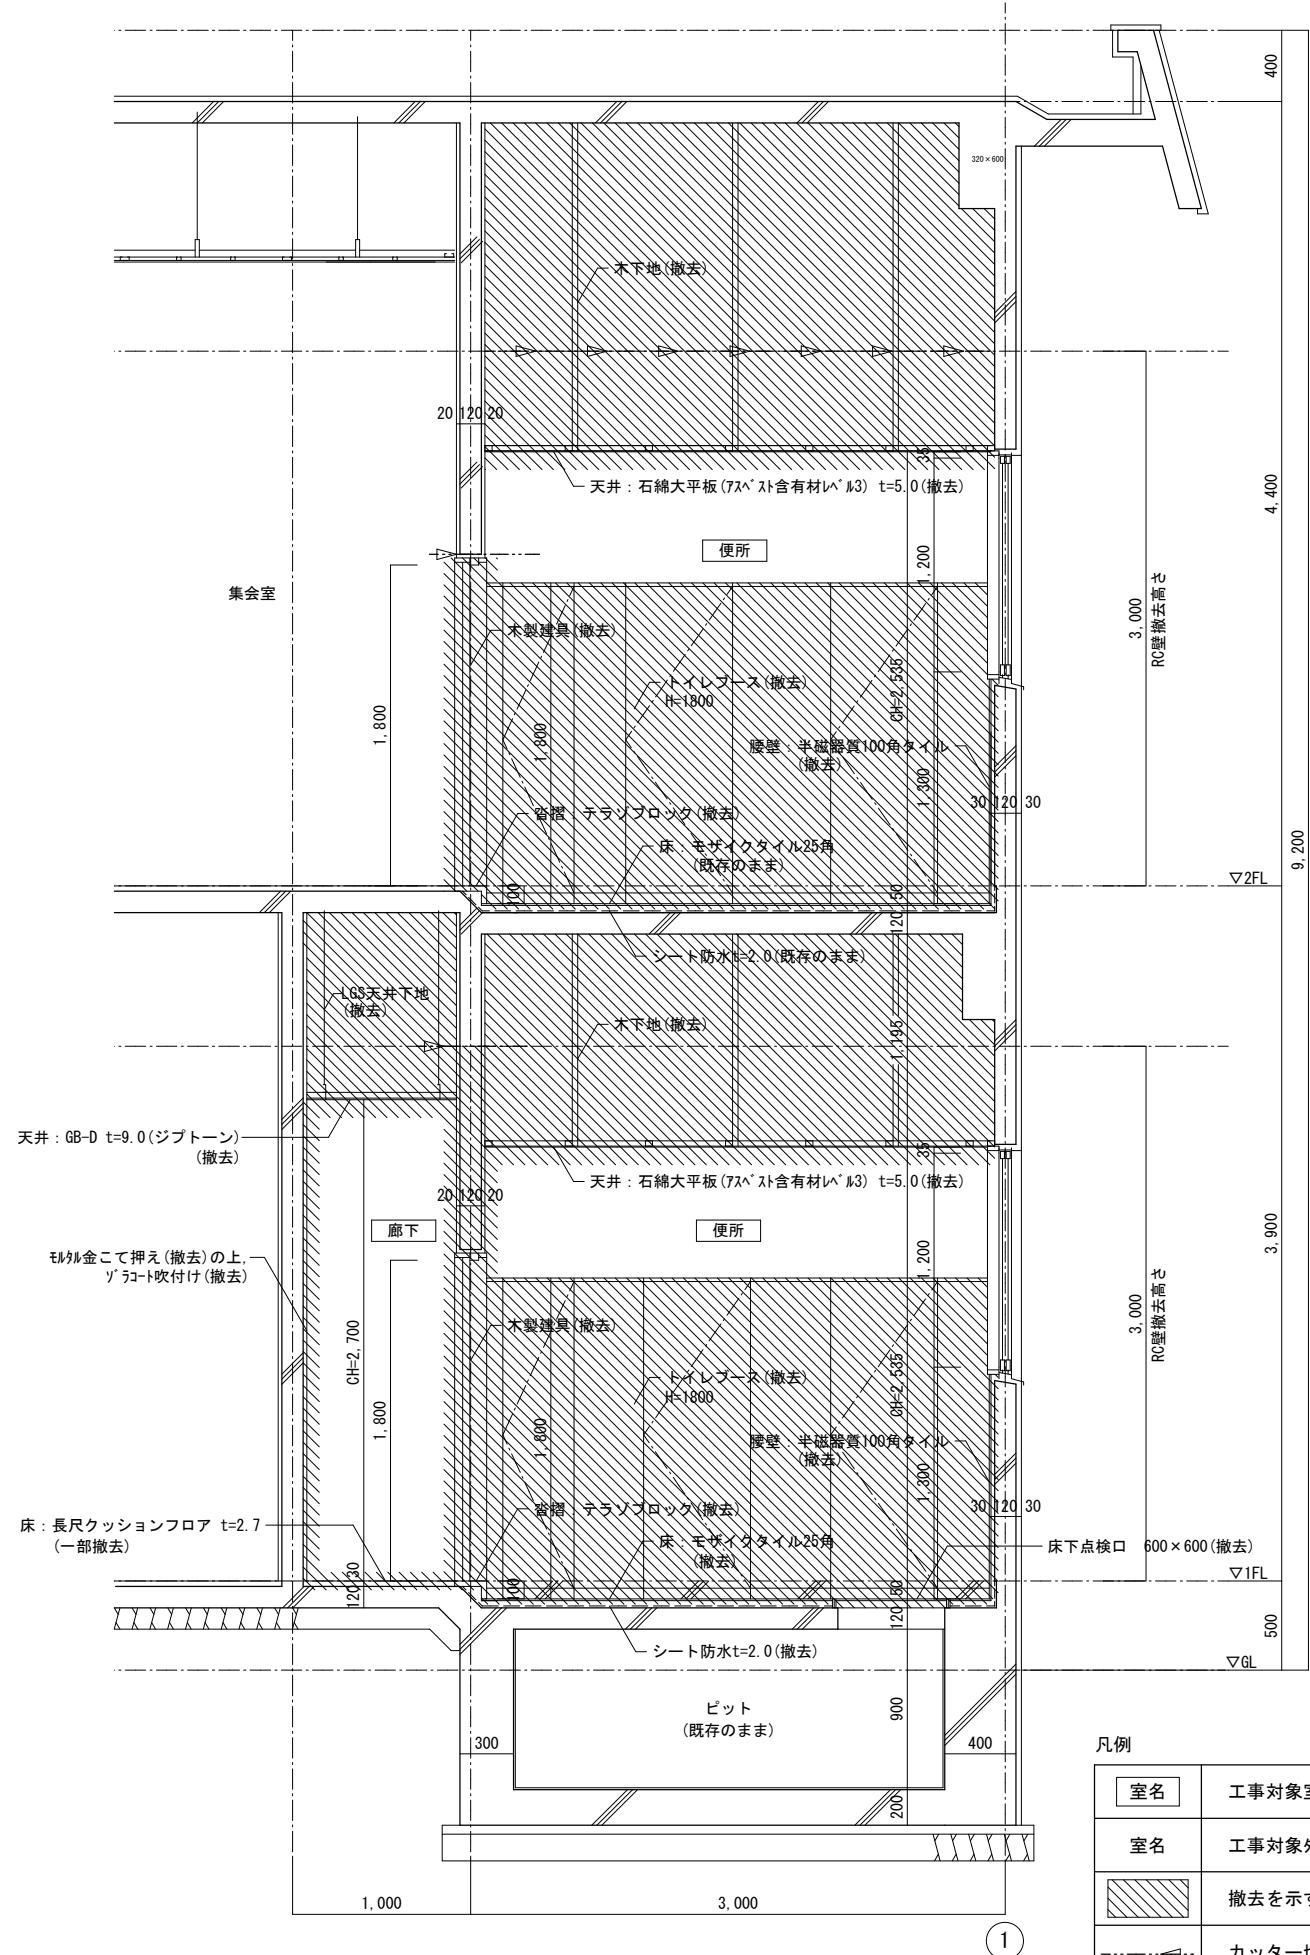 400
320×600
木下地(撤去)
20 120 20
35
天井：石綿大平板(ｱｽﾍﾞｽﾄ含有材ﾚﾍﾞﾙ3) t=5.0(撤去)
4,400
便所
1,200
集会室
3,000
RC壁撤去高さ
木製建具(撤去)
トイレブース(撤去)
H=1800
CH=2,535
1,800
1,800
腰壁：半磁器質100角タイル
(撤去)
1,300
30 120 30
沓摺：テラゾブロック(撤去)
床：モザイクタイル25角
(既存のまま)
9,200
▽2FL
100
50
120
シート防水t=2.0(既存のまま)
LGS天井下地
(撤去)
木下地(撤去)
1,195
天井：GB-D t=9.0(ジプトーン)
(撤去)
35
天井：石綿大平板(ｱｽﾍﾞｽﾄ含有材ﾚﾍﾞﾙ3) t=5.0(撤去)
20 120 20
廊下
便所
3,900
1,200
ﾓﾙﾀﾙ金こて押え(撤去)の上,
ｿﾞﾗｺｰﾄ吹付け(撤去)
3,000
RC壁撤去高さ
木製建具(撤去)
CH=2,700
トイレブース(撤去)
H=1800
CH=2,535
1,800
1,800
腰壁：半磁器質100角タイル
(撤去)
1,300
30 120 30
沓摺：テラゾブロック(撤去)
床：長尺クッションフロア t=2.7
(一部撤去)
床：モザイクタイル25角
(撤去)
床下点検口 600×600(撤去)
▽1FL
30
120
100
50
120
500
シート防水t=2.0(撤去)
▽GL
ピット
(既存のまま)
900
300
400
200
凡例
室名 工事対象
室名 工事対象
撤去を示
カッター
1,000
3,000
1